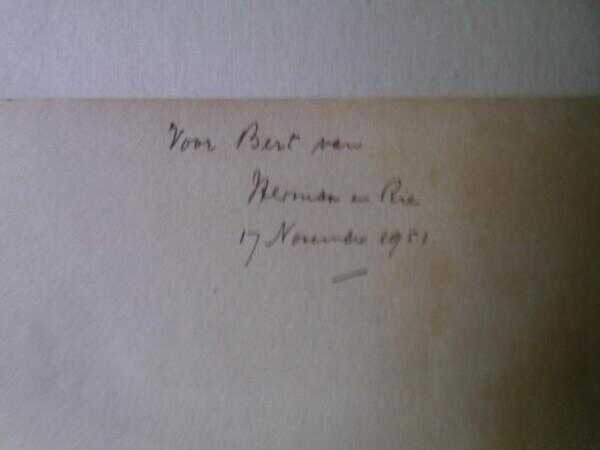 Voor Bert van
Herman en Rie
17 November 1951